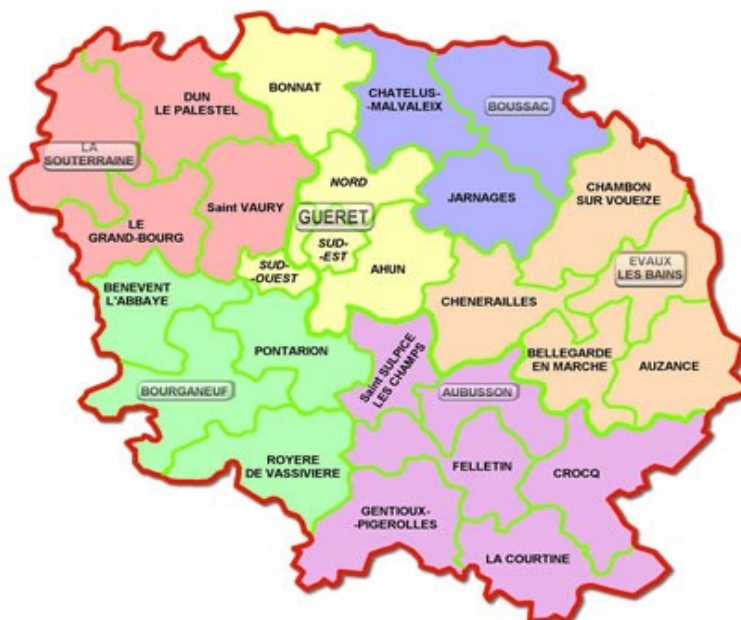 DUN
LE PALESTEL
BONNAT
CHATELUS-
-MALVALEIX
BOUSSAC
LA
SOUTERRAINE
NORD
Saint VAURY
GUERET
JARNAGES
CHAMBON
SUR VOUEIZE
LE
GRAND-BOURG
SUD-
-EST
SUD-
-OUEST
AHUN
EVAUX
LES BAINS
BENEVENT
L'ABBAYE
CHENERAILLES
PONTARION
Saint SULPICE
LES CHAMPS
BELLEGARDE
EN MARCHE
AUZANCE
BOURGANEUF
AUBUSSON
ROYERE
DE VASSIVIERE
FELLETIN
CROCQ
GENTIOUX-
-PIGEROLLES
LA COURTINE